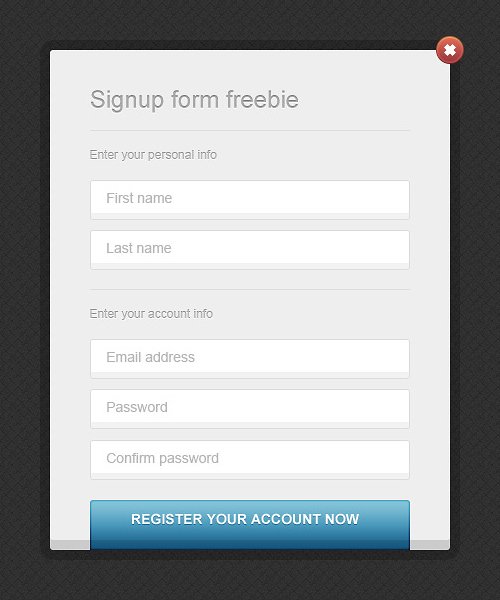 Signup form freebie
Enter your personal info
First name
Last name
Enter your account info
Email address
Password
Confirm password
REGISTER YOUR ACCOUNT NOW